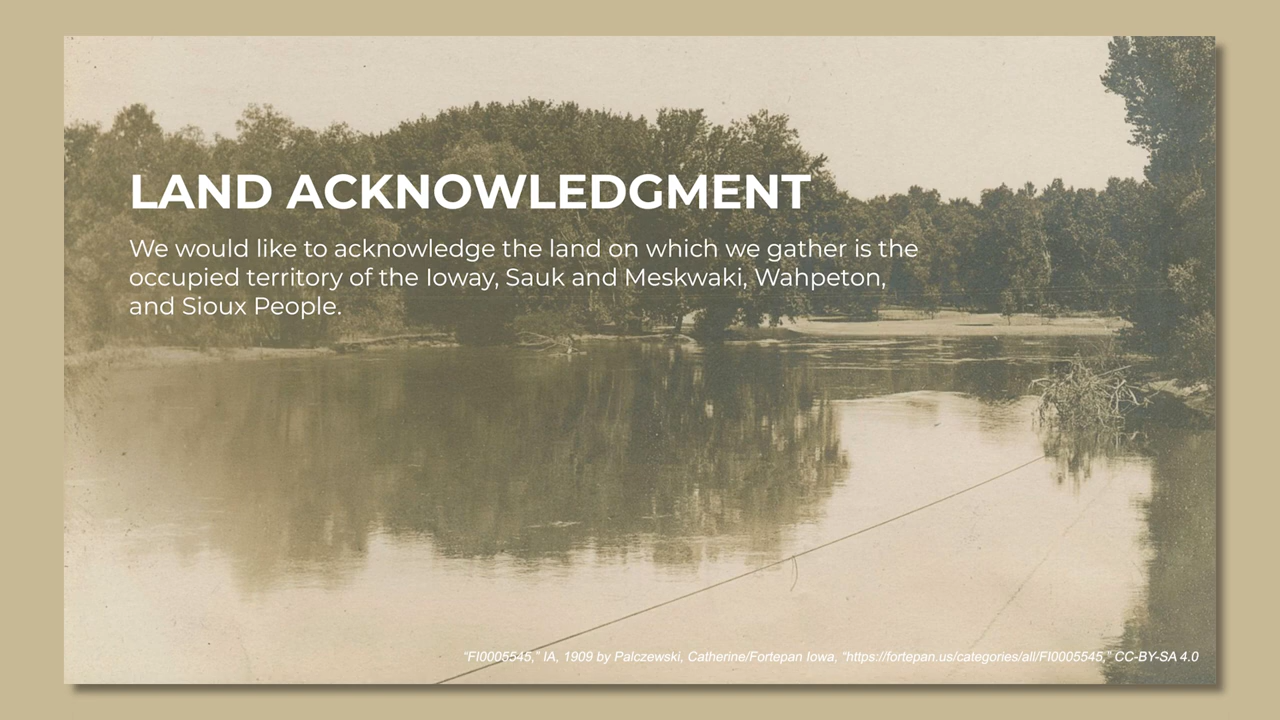 LAND ACKNOWLEDGMENT
We would like to acknowledge the land on which we gather is the
occupied territory of the Ioway, Sauk and Meskwaki, Wahpeton,
and Sioux People.
"FI0005545," IA, 1909 by Palczewski, Catherine/Fortepan Iowa, "https://fortepan.us/categories/all/FI0005545," CC-BY-SA 4.0